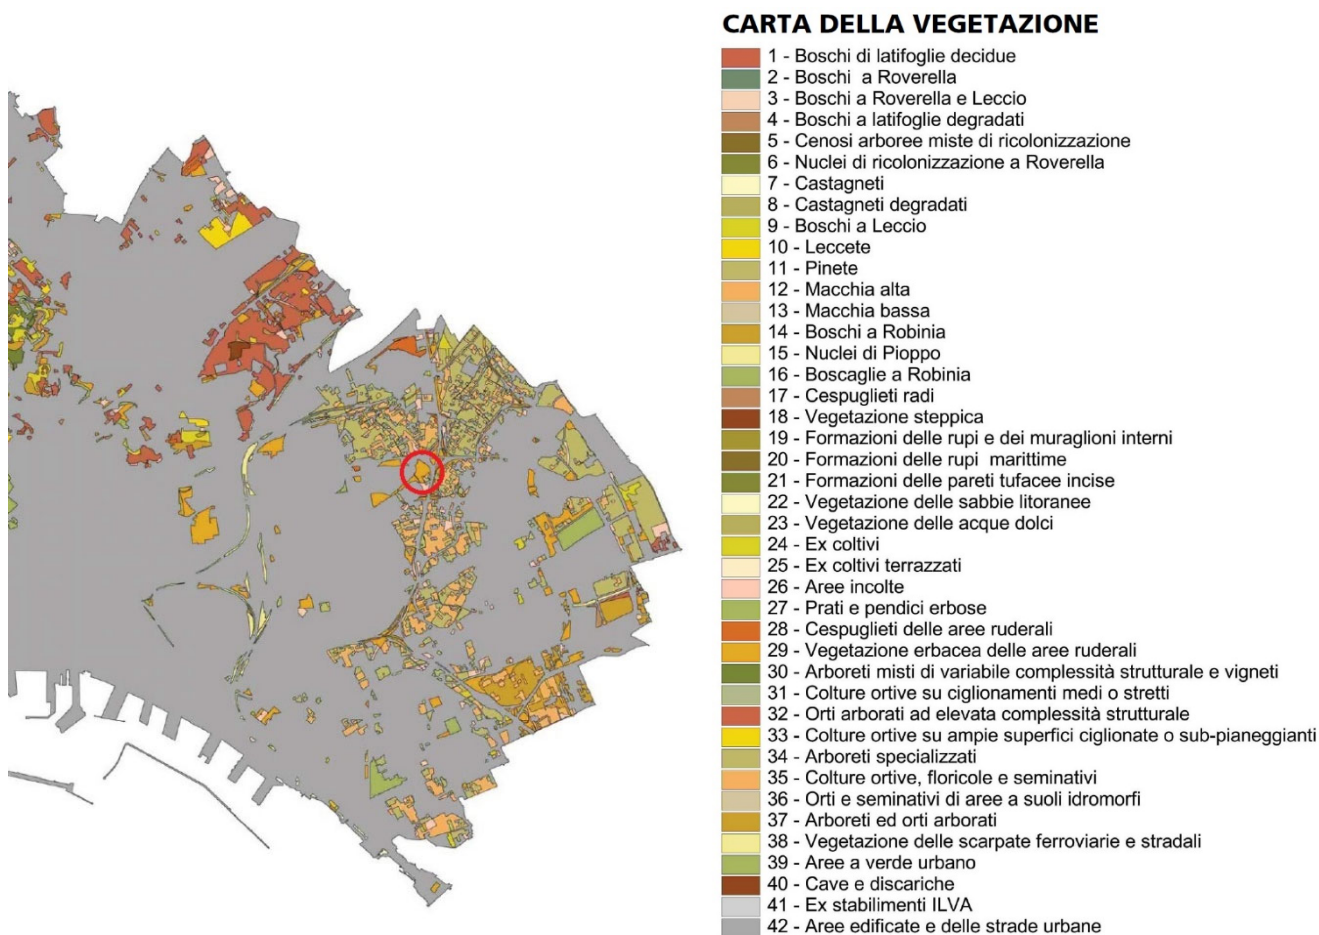 CARTA DELLA VEGETAZIONE
1 - Boschi di latifoglie decidue
2 - Boschi a Roverella
3 - Boschi a Roverella e Leccio
4 - Boschi a latifoglie degradati
5 - Cenosi arboree miste di ricolonizzazione
6 - Nuclei di ricolonizzazione a Roverella
7 - Castagneti
8 - Castagneti degradati
9 - Boschi a Leccio
10 - Leccete
11 - Pinete
12 - Macchia alta
13 - Macchia bassa
14 - Boschi a Robinia
15 - Nuclei di Pioppo
16 - Boscaglie a Robinia
17 - Cespuglieti radi
18 - Vegetazione steppica
19 - Formazioni delle rupi e dei muraglioni interni
20 - Formazioni delle rupi marittime
21 - Formazioni delle pareti tufacee incise
22 - Vegetazione delle sabbie litoranee
23 - Vegetazione delle acque dolci
24 - Ex coltivi
25 - Ex coltivi terrazzati
26 - Aree incolte
27 - Prati e pendici erbose
28 - Cespuglieti delle aree ruderali
29 - Vegetazione erbacea delle aree ruderali
30 - Arboreti misti di variabile complessità strutturale e vigneti
31 - Colture ortive su ciglionamenti medi o stretti
32 - Orti arborati ad elevata complessità strutturale
33 - Colture ortive su ampie superfici ciglionate o sub-pianeggianti
34 - Arboreti specializzati
35 - Colture ortive, floricole e seminativi
36 - Orti e seminativi di aree a suoli idromorfi
37 - Arboreti ed orti arborati
38 - Vegetazione delle scarpate ferroviarie e stradali
39 - Aree a verde urbano
40 - Cave e discariche
41 - Ex stabilimenti ILVA
42 - Aree edificate e delle strade urbane